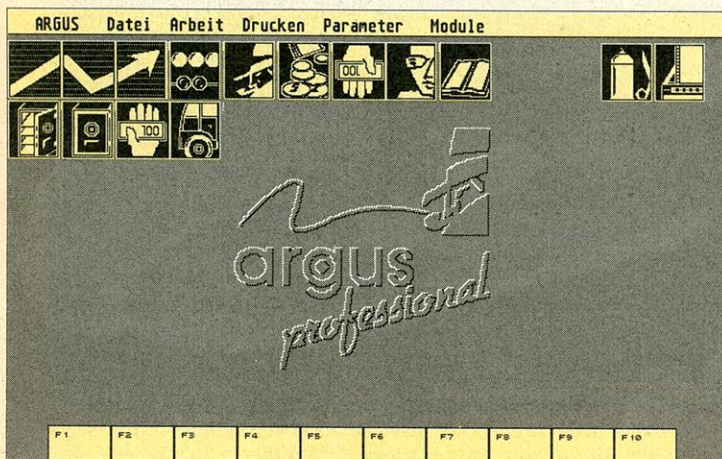 ARGUS Datei Arbeit Drucken Parameter Module
100
100
argus
professional
F1 F2 F3 F4 F5 F6 F7 F8 F9 F10